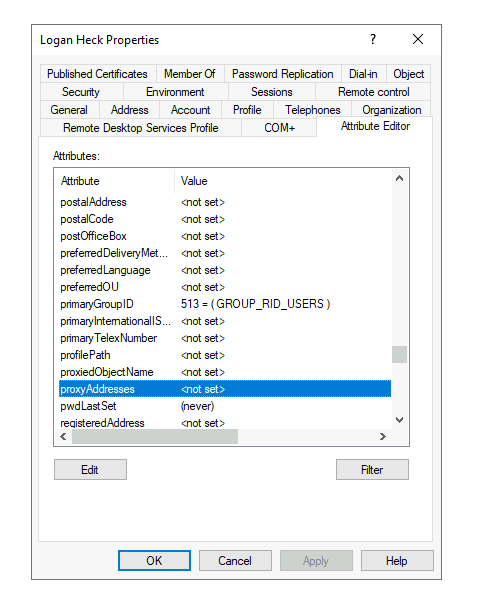 Logan Heck Properties ? ×
Published Certificates Member Of Password Replication Dial-in Object
Security Environment Sessions Remote control
General Address Account Profile Telephones Organization
Remote Desktop Services Profile COM+ Attribute Editor
Attributes:
Attribute Value
postalAddress <not set>
postalCode <not set>
postOfficeBox <not set>
preferredDeliveryMet... <not set>
preferredLanguage <not set>
preferredOU <not set>
primaryGroupID 513 = ( GROUP_RID_USERS )
primaryInternationalIS... <not set>
primaryTelexNumber <not set>
profilePath <not set>
proxiedObjectName <not set>
proxyAddresses <not set>
pwdLastSet (never)
registeredAddress <not set>
Edit Filter
OK Cancel Apply Help